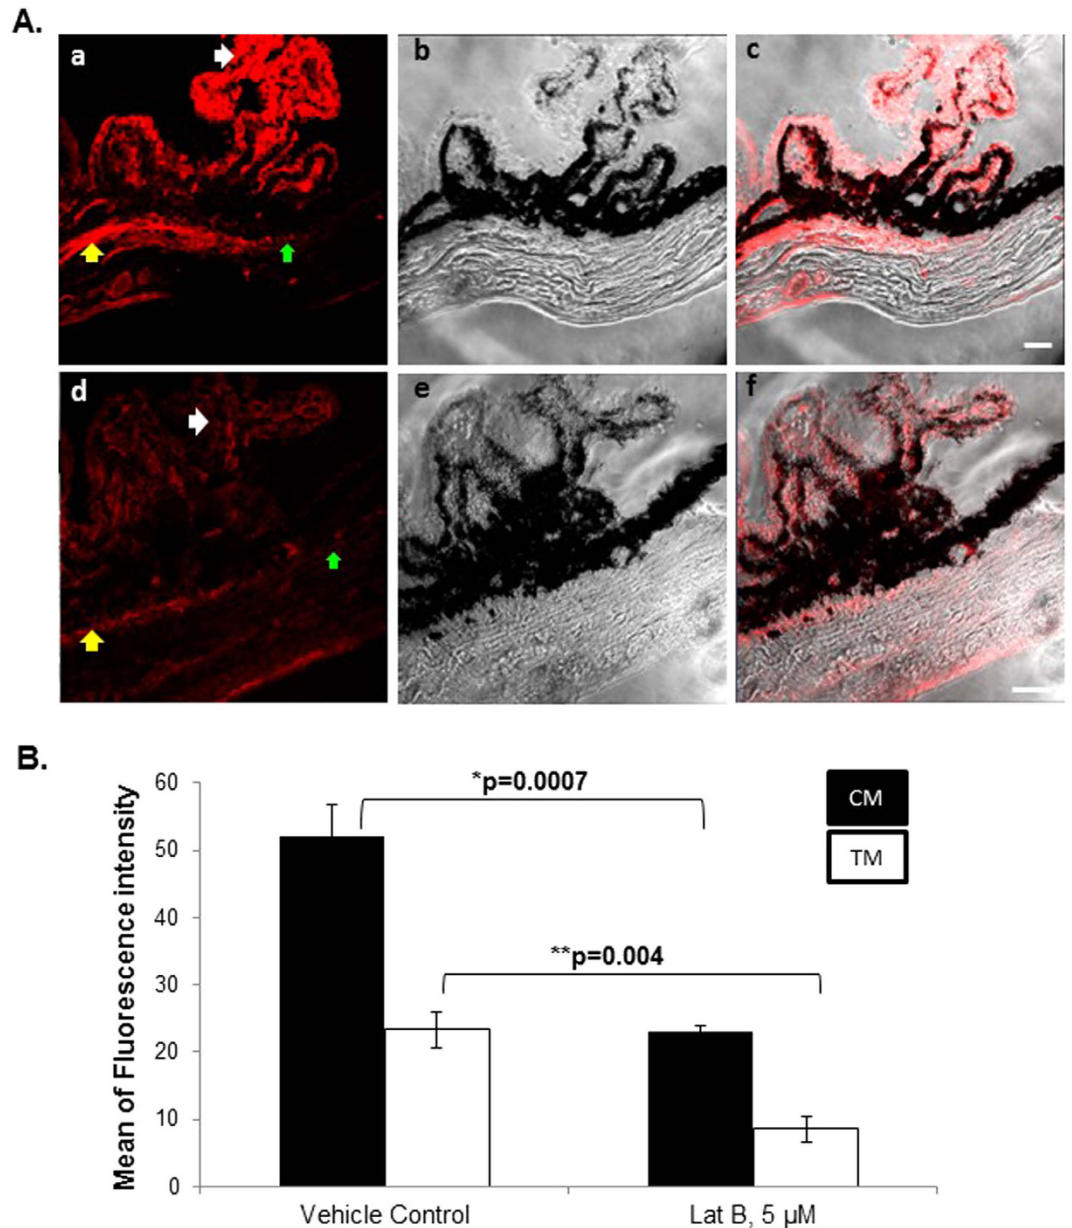 A.
a
b
c
d
e
f
B.
Mean of Fluorescence intensity
60
50
40
30
20
10
0
*p=0.0007
**p=0.004
CM
TM
Vehicle Control
Lat B, 5 µM